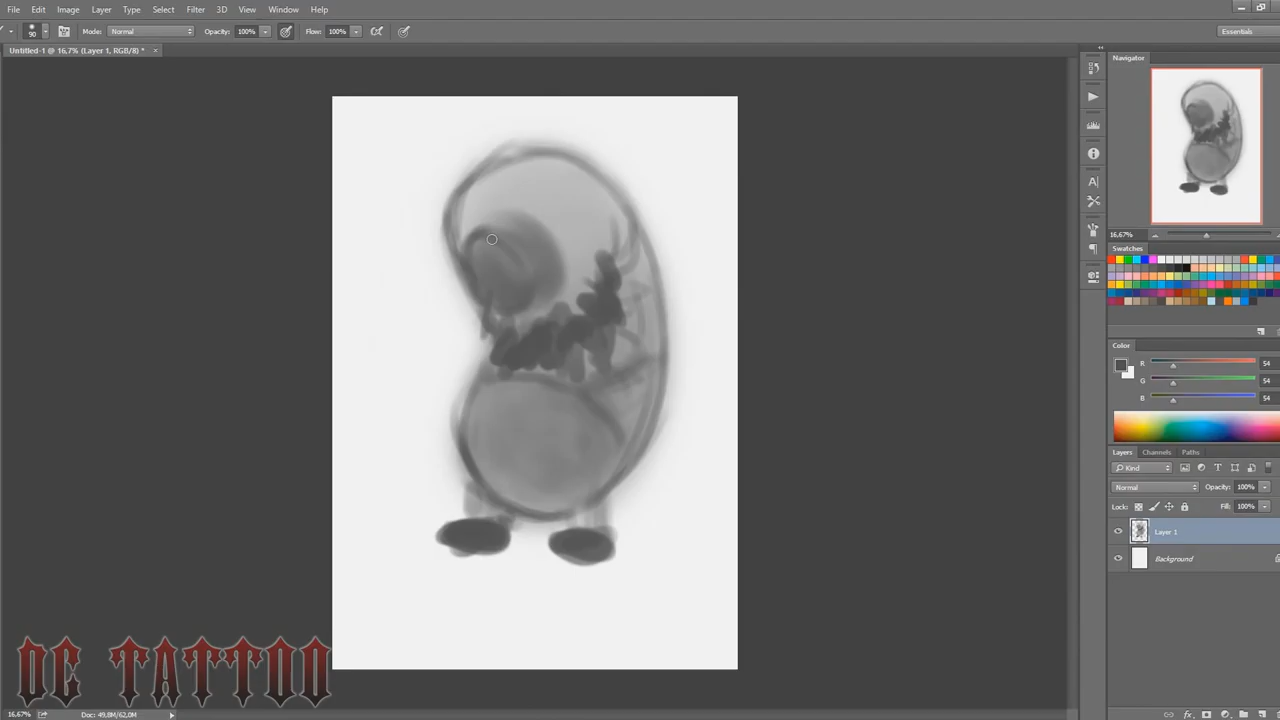 File Edit Image Layer Type Select Filter 3D View Window Help
90 Mode: Normal Opacity: 100% Flow: 100% Essentials
Untitled-1 @ 16,7% (Layer 1, RGB/8) * ×
Navigator
16,67%
Swatches
Color
R 54
G 54
B 54
Layers Channels Paths
Kind
Normal Opacity: 100%
Lock: Fill: 100%
Layer 1
Background
DC TATTOO
16,67% Doc: 49,8M/62,0M